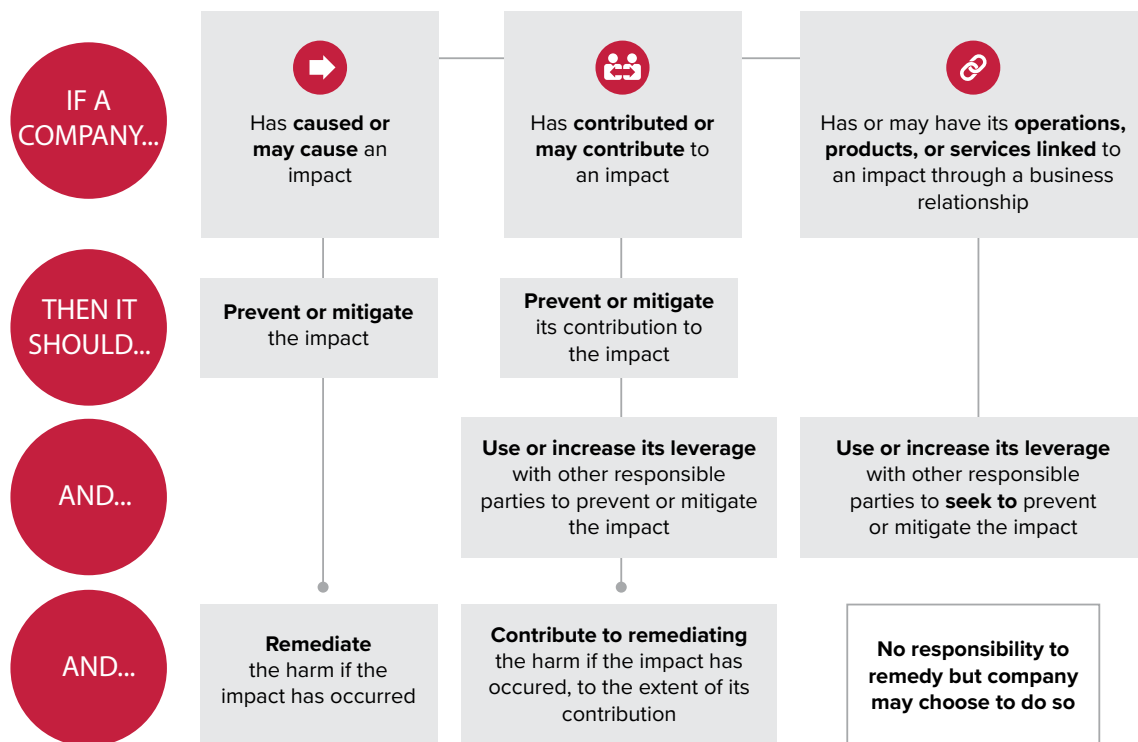 IF A
COMPANY...
Has caused or
may cause an
impact
Has contributed or
may contribute to
an impact
Has or may have its operations,
products, or services linked to
an impact through a business
relationship
THEN IT
SHOULD...
Prevent or mitigate
the impact
Prevent or mitigate
its contribution to
the impact
AND...
Use or increase its leverage
with other responsible
parties to prevent or mitigate
the impact
Use or increase its leverage
with other responsible
parties to seek to prevent
or mitigate the impact
AND...
Remediate
the harm if the
impact has occurred
Contribute to remediating
the harm if the impact has
occured, to the extent of its
contribution
No responsibility to
remedy but company
may choose to do so